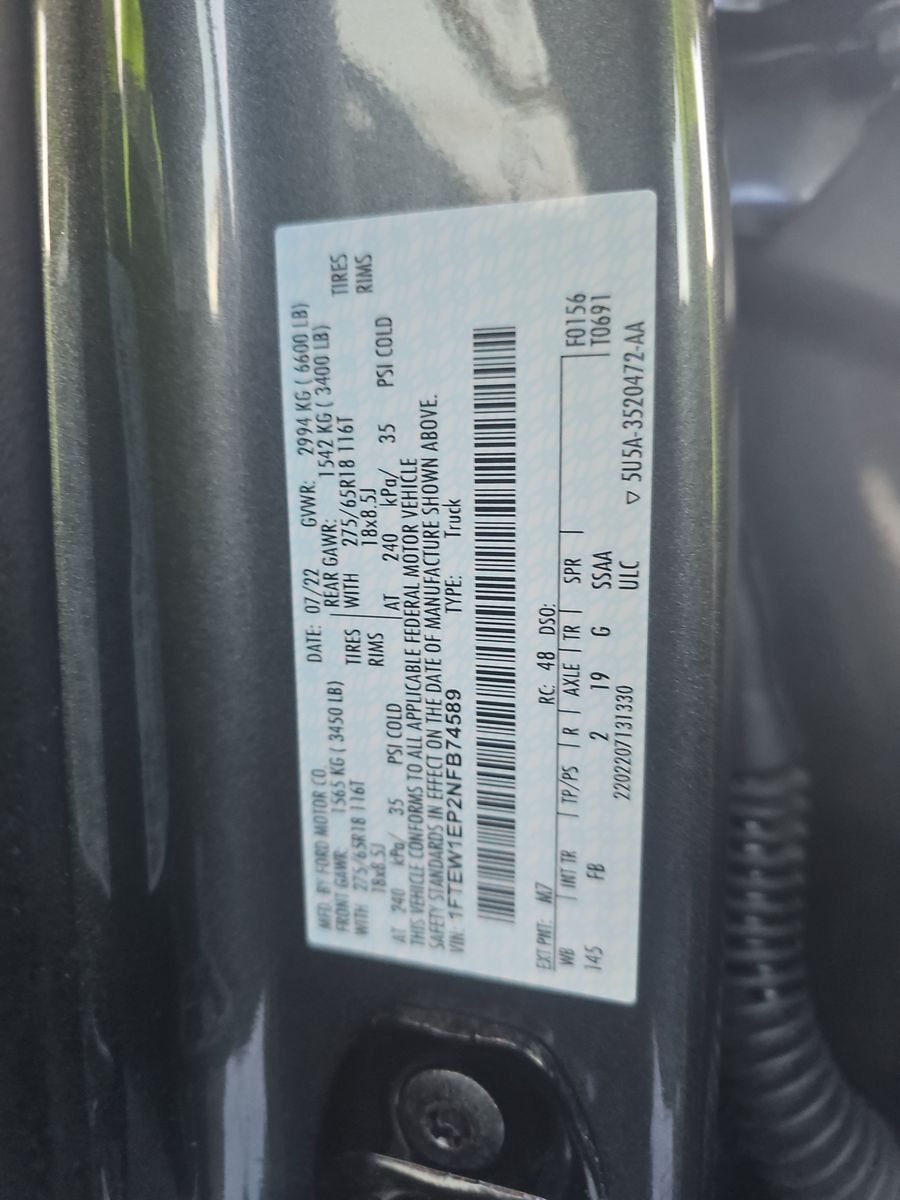 MFD. BY FORD MOTOR CO. DATE: 07/22 GVWR: 2994 KG ( 6600 LB)
FRONT GAWR: 1565 KG ( 3450 LB) REAR GAWR: 1542 KG ( 3400 LB)
WITH 275/65R18 116T TIRES WITH 275/65R18 116T TIRES
18x8.5J RIMS 18x8.5J RIMS
AT 240 kPa/ 35 PSI COLD AT 240 kPa/ 35 PSI COLD
THIS VEHICLE CONFORMS TO ALL APPLICABLE FEDERAL MOTOR VEHICLE
SAFETY STANDARDS IN EFFECT ON THE DATE OF MANUFACTURE SHOWN ABOVE.
VIN: 1FTEW1EP2NFB74589 TYPE: Truck
EXT PNT: M7 RC: 48 DSO:
WB INT TR TP/PS R AXLE TR SPR F0156
145 FB 2 19 G SSAA T0691
2202207131330 ULC ▽ 5U5A-3520472-AA